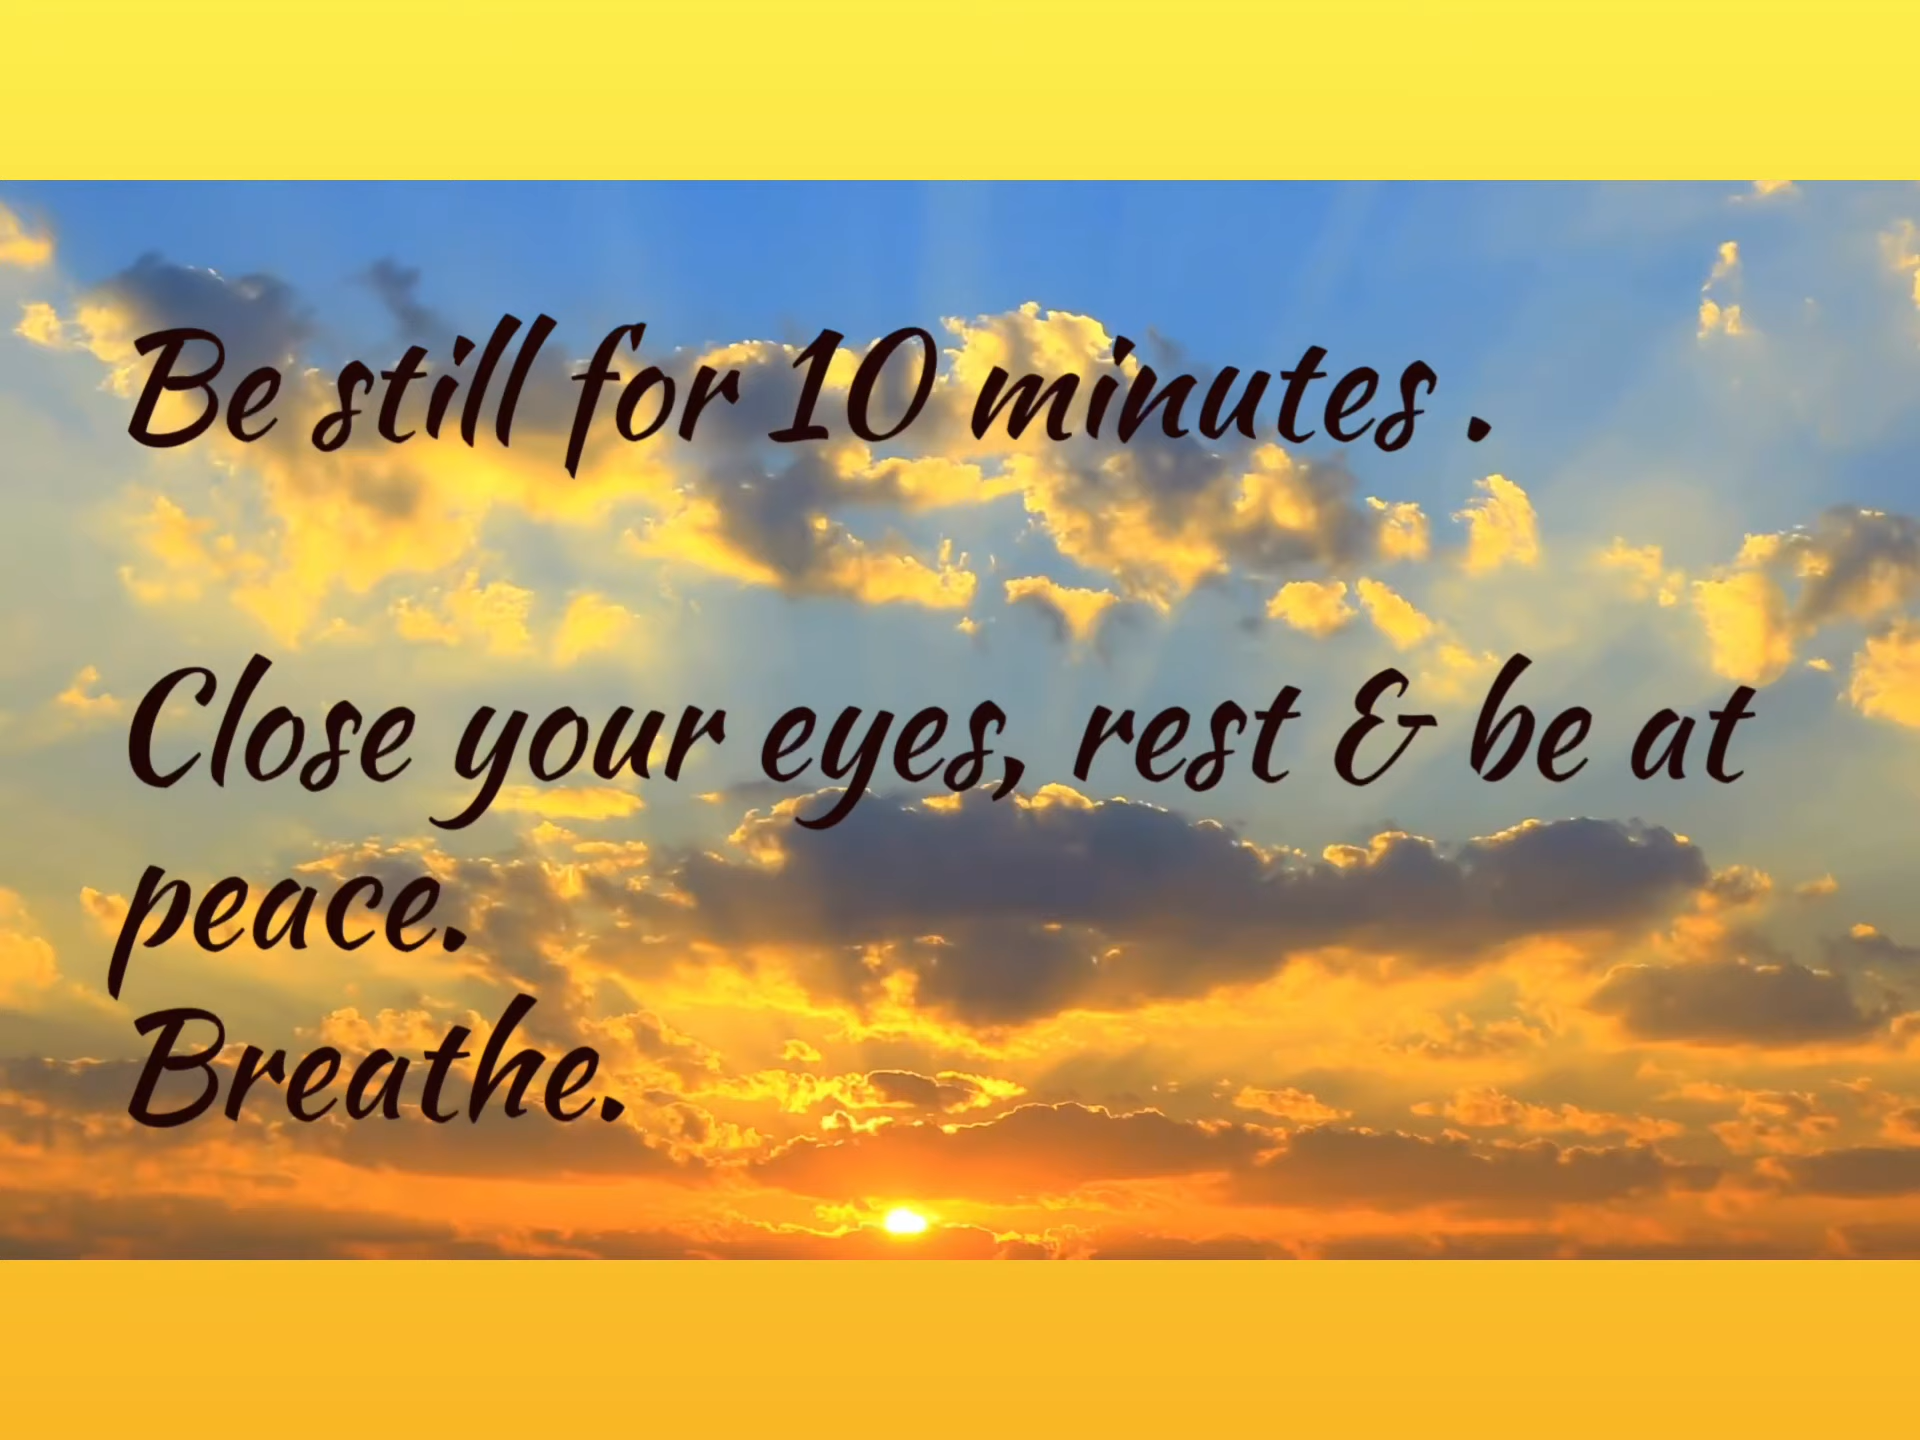 Be still for 10 minutes .
Close your eyes, rest & be at
peace.
Breathe.